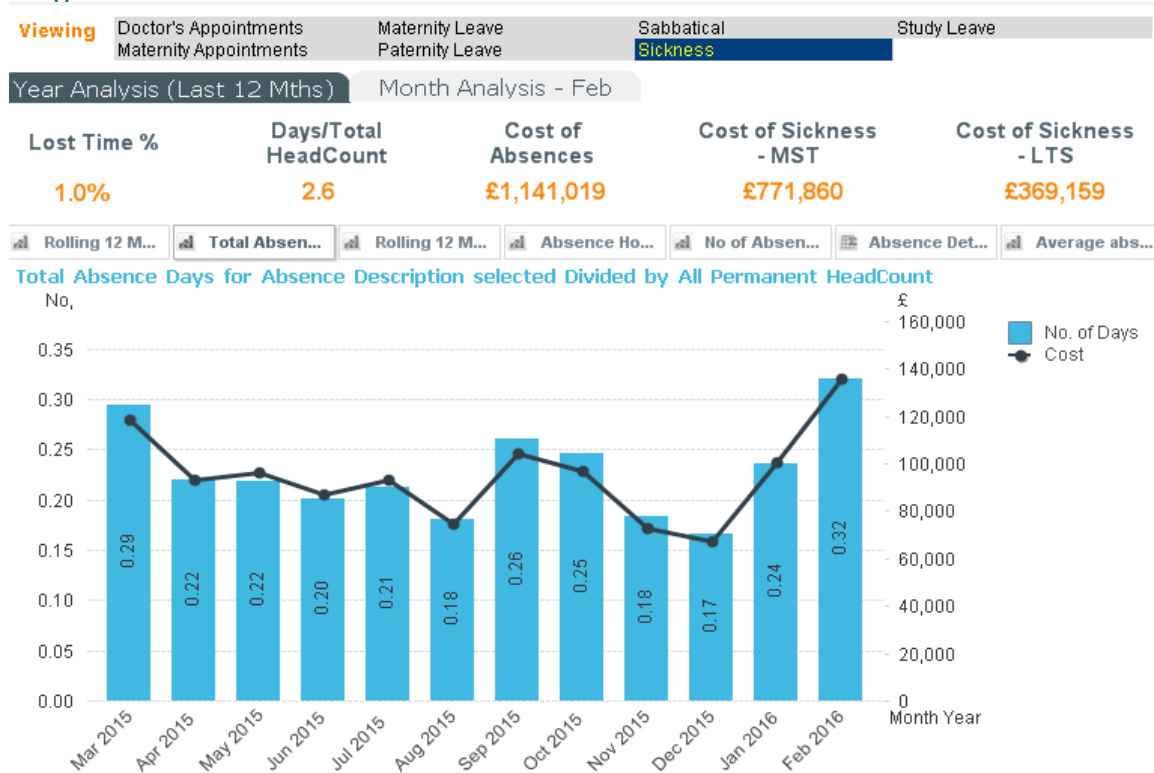 Viewing
Doctor's Appointments Maternity Leave Sabbatical Study Leave
Maternity Appointments Paternity Leave Sickness
Year Analysis (Last 12 Mths) Month Analysis - Feb
Lost Time %
Days/Total
HeadCount
Cost of
Absences
Cost of Sickness
- MST
Cost of Sickness
- LTS
1.0% 2.6 £1,141,019 £771,860 £369,159
Rolling 12 M... Total Absen... Rolling 12 M... Absence Ho... No of Absen... Absence Det... Average abs...
Total Absence Days for Absence Description selected Divided by All Permanent HeadCount
No,
0.35
0.30
0.25
0.20
0.15
0.10
0.05
0.00
0.29
0.22
0.22
0.20
0.21
0.18
0.26
0.25
0.18
0.17
0.24
0.32
£
160,000
140,000
120,000
100,000
80,000
60,000
40,000
20,000
0
No. of Days
Cost
Mar 2015
Apr 2015
May 2015
Jun 2015
Jul 2015
Aug 2015
Sep 2015
Oct 2015
Nov 2015
Dec 2015
Jan 2016
Feb 2016
Month Year